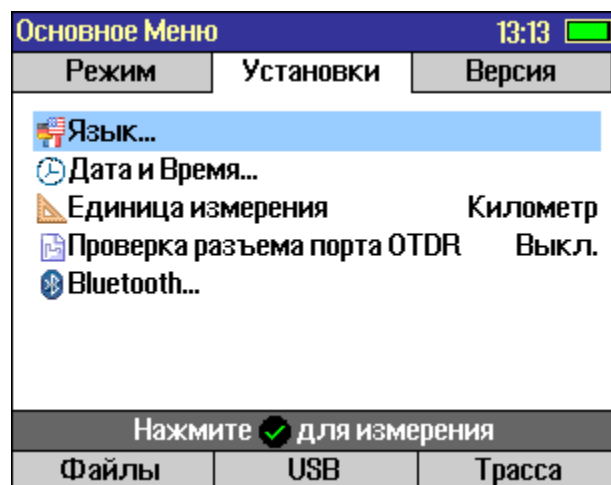 Основное Меню 13:13
Режим Установки Версия
Язык...
Дата и Время...
Единица измерения Километр
Проверка разъема порта OTDR Выкл.
Bluetooth...
Нажмите для измерения
Файлы USB Трасса